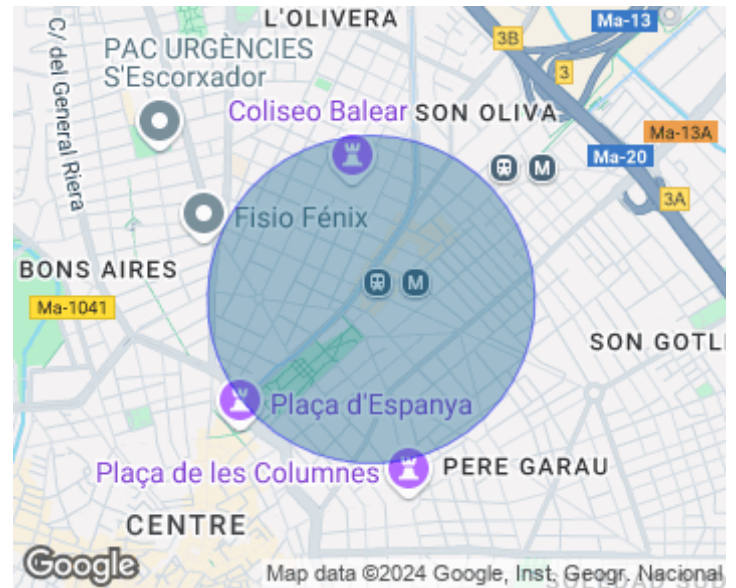 L'OLIVERA
Ma-13
3B
PAC URGÈNCIES
S'Escorxador
3
C/ del General Riera
Coliseo Balear
SON OLIVA
Ma-13A
Ma-20
M
3A
Fisio Fénix
BONS AIRES
M
Ma-1041
SON GOTL
Plaça d'Espanya
Plaça de les Columnes
PERE GARAU
CENTRE
Google
Map data ©2024 Google, Inst. Geogr. Nacional